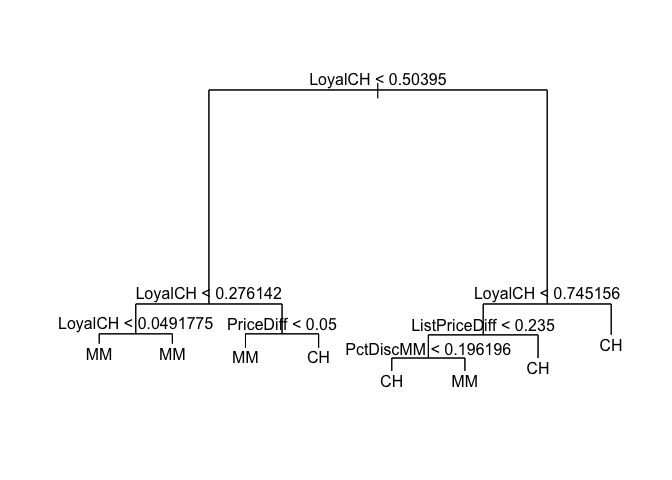 LoyalCH < 0.50395
LoyalCH < 0.276142
LoyalCH < 0.745156
LoyalCH < 0.0491775
PriceDiff < 0.05
ListPriceDiff < 0.235
PctDiscMM < 0.196196
MM
MM
MM
CH
CH
MM
CH
CH